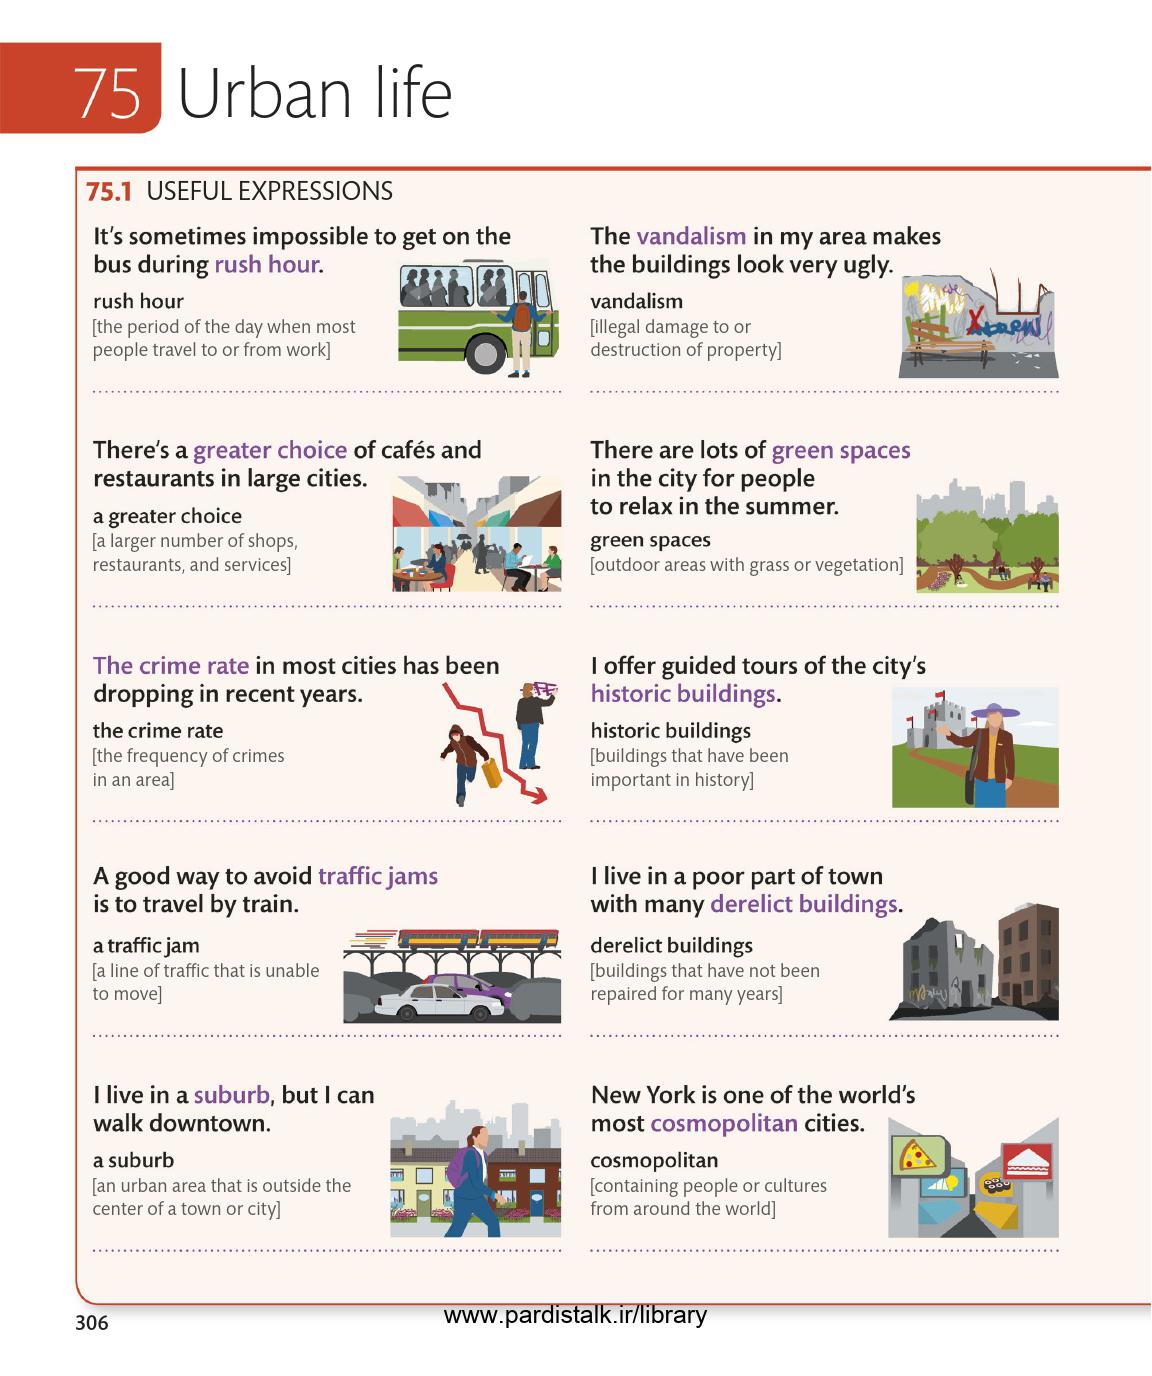 75 Urban life
75.1 USEFUL EXPRESSIONS
It's sometimes impossible to get on the
bus during rush hour.
rush hour
[the period of the day when most
people travel to or from work]
There's a greater choice of cafés and
restaurants in large cities.
a greater choice
[a larger number of shops,
restaurants, and services]
The crime rate in most cities has been
dropping in recent years.
the crime rate
[the frequency of crimes
in an area]
A good way to avoid traffic jams
is to travel by train.
a traffic jam
[a line of traffic that is unable
to move]
I live in a suburb, but I can
walk downtown.
a suburb
[an urban area that is outside the
center of a town or city]
The vandalism in my area makes
the buildings look very ugly.
vandalism
[illegal damage to or
destruction of property]
There are lots of green spaces
in the city for people
to relax in the summer.
green spaces
[outdoor areas with grass or vegetation]
I offer guided tours of the city's
historic buildings.
historic buildings
[buildings that have been
important in history]
I live in a poor part of town
with many derelict buildings.
derelict buildings
[buildings that have not been
repaired for many years]
New York is one of the world's
most cosmopolitan cities.
cosmopolitan
[containing people or cultures
from around the world]
306
www.pardistalk.ir/library